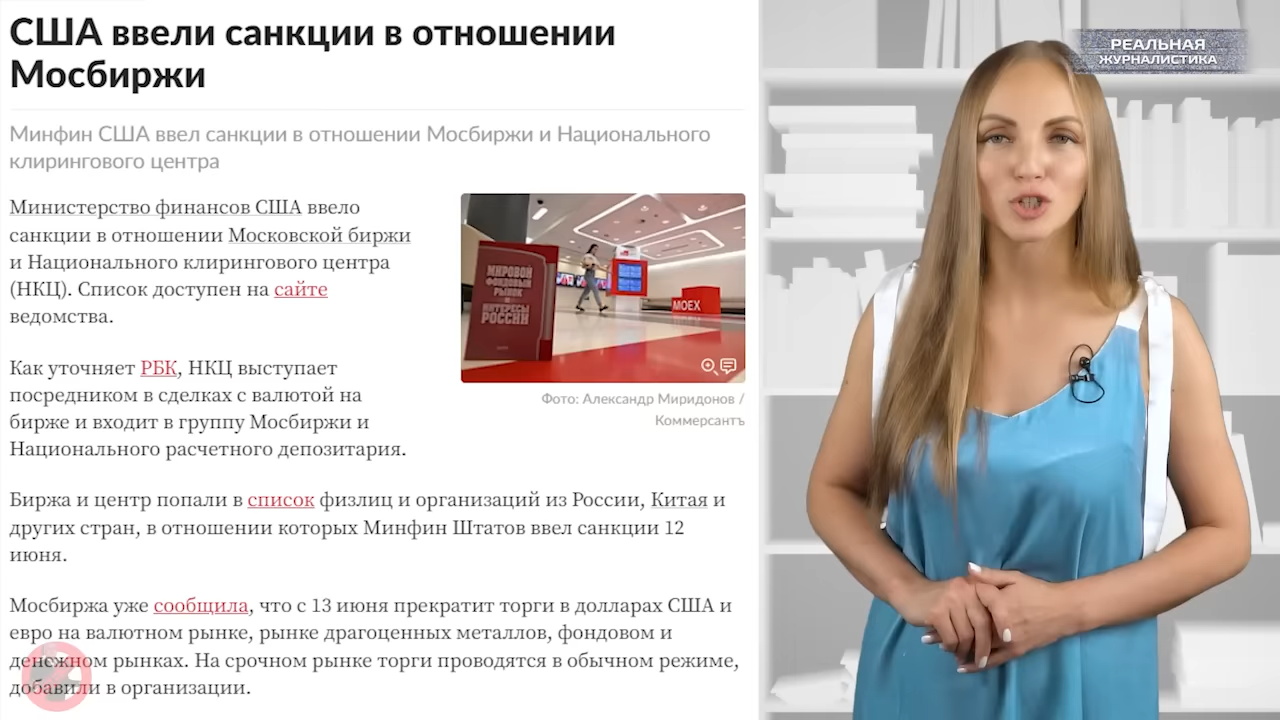 США ввели санкции в отношении
Мосбиржи
Минфин США ввел санкции в отношении Мосбиржи и Национального
клирингового центра
Министерство финансов США ввело
санкции в отношении Московской биржи
и Национального клирингового центра
(НКЦ). Список доступен на сайте
ведомства.
Как уточняет РБК, НКЦ выступает
посредником в сделках с валютой на
бирже и входит в группу Мосбиржи и
Национального расчетного депозитария.
МИРОВОЙ
ФОНДОВЫЙ
РЫНОК
И
ИНТЕРЕСЫ
РОССИИ
MOEX
Фото: Александр Миридонов /
Коммерсантъ
Биржа и центр попали в список физлиц и организаций из России, Китая и
других стран, в отношении которых Минфин Штатов ввел санкции 12
июня.
Мосбиржа уже сообщила, что с 13 июня прекратит торги в долларах США и
евро на валютном рынке, рынке драгоценных металлов, фондовом и
денежном рынках. На срочном рынке торги проводятся в обычном режиме,
добавили в организации.
РЕАЛЬНАЯ
ЖУРНАЛИСТИКА